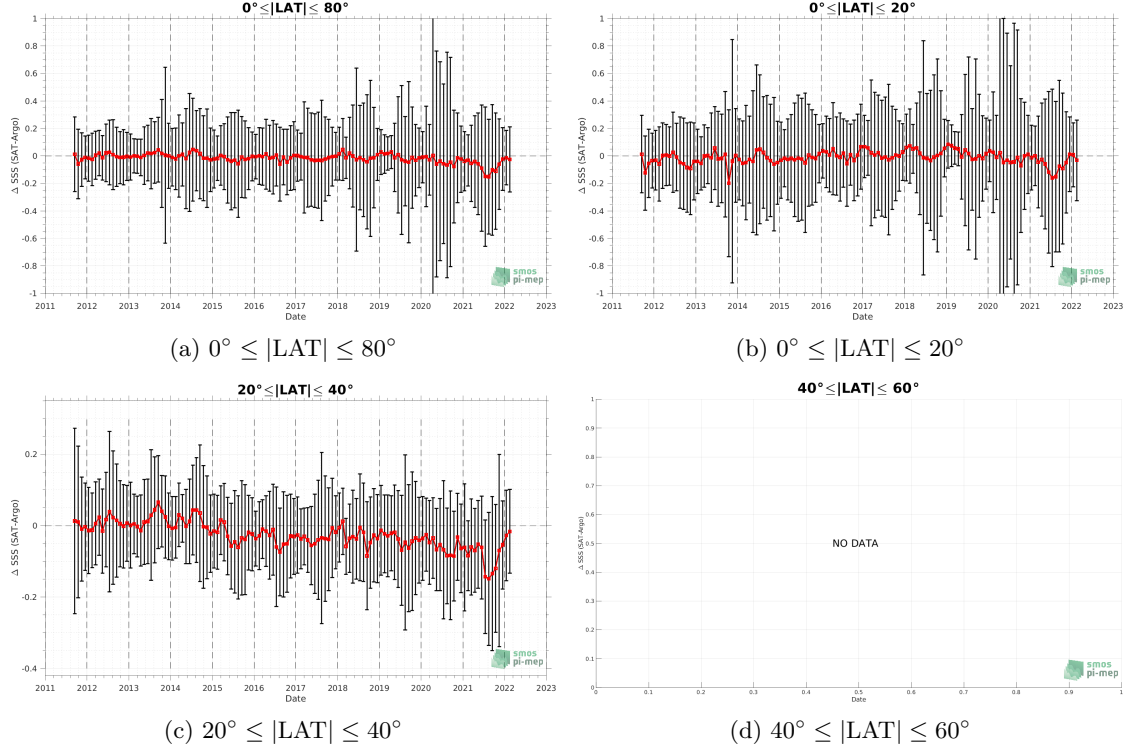 0°≤|LAT|≤ 80°
1
0.8
0.6
0.4
0.2
0
-0.2
-0.4
-0.6
-0.8
-1
Δ SSS (SAT-Argo)
2011 2012 2013 2014 2015 2016 2017 2018 2019 2020 2021 2022 2023
Date
smos
pi-mep
(a) 0° ≤ |LAT| ≤ 80°
0°≤|LAT|≤ 20°
1
0.8
0.6
0.4
0.2
0
-0.2
-0.4
-0.6
-0.8
-1
Δ SSS (SAT-Argo)
2011 2012 2013 2014 2015 2016 2017 2018 2019 2020 2021 2022 2023
Date
smos
pi-mep
(b) 0° ≤ |LAT| ≤ 20°
20°≤|LAT|≤ 40°
0.2
0
-0.2
-0.4
Δ SSS (SAT-Argo)
2011 2012 2013 2014 2015 2016 2017 2018 2019 2020 2021 2022 2023
Date
smos
pi-mep
(c) 20° ≤ |LAT| ≤ 40°
40°≤|LAT|≤ 60°
1
0.9
0.8
0.7
0.6
0.5
0.4
0.3
0.2
0.1
0
Δ SSS (SAT-Argo)
NO DATA
0 0.1 0.2 0.3 0.4 0.5 0.6 0.7 0.8 0.9 1
Date
smos
pi-mep
(d) 40° ≤ |LAT| ≤ 60°